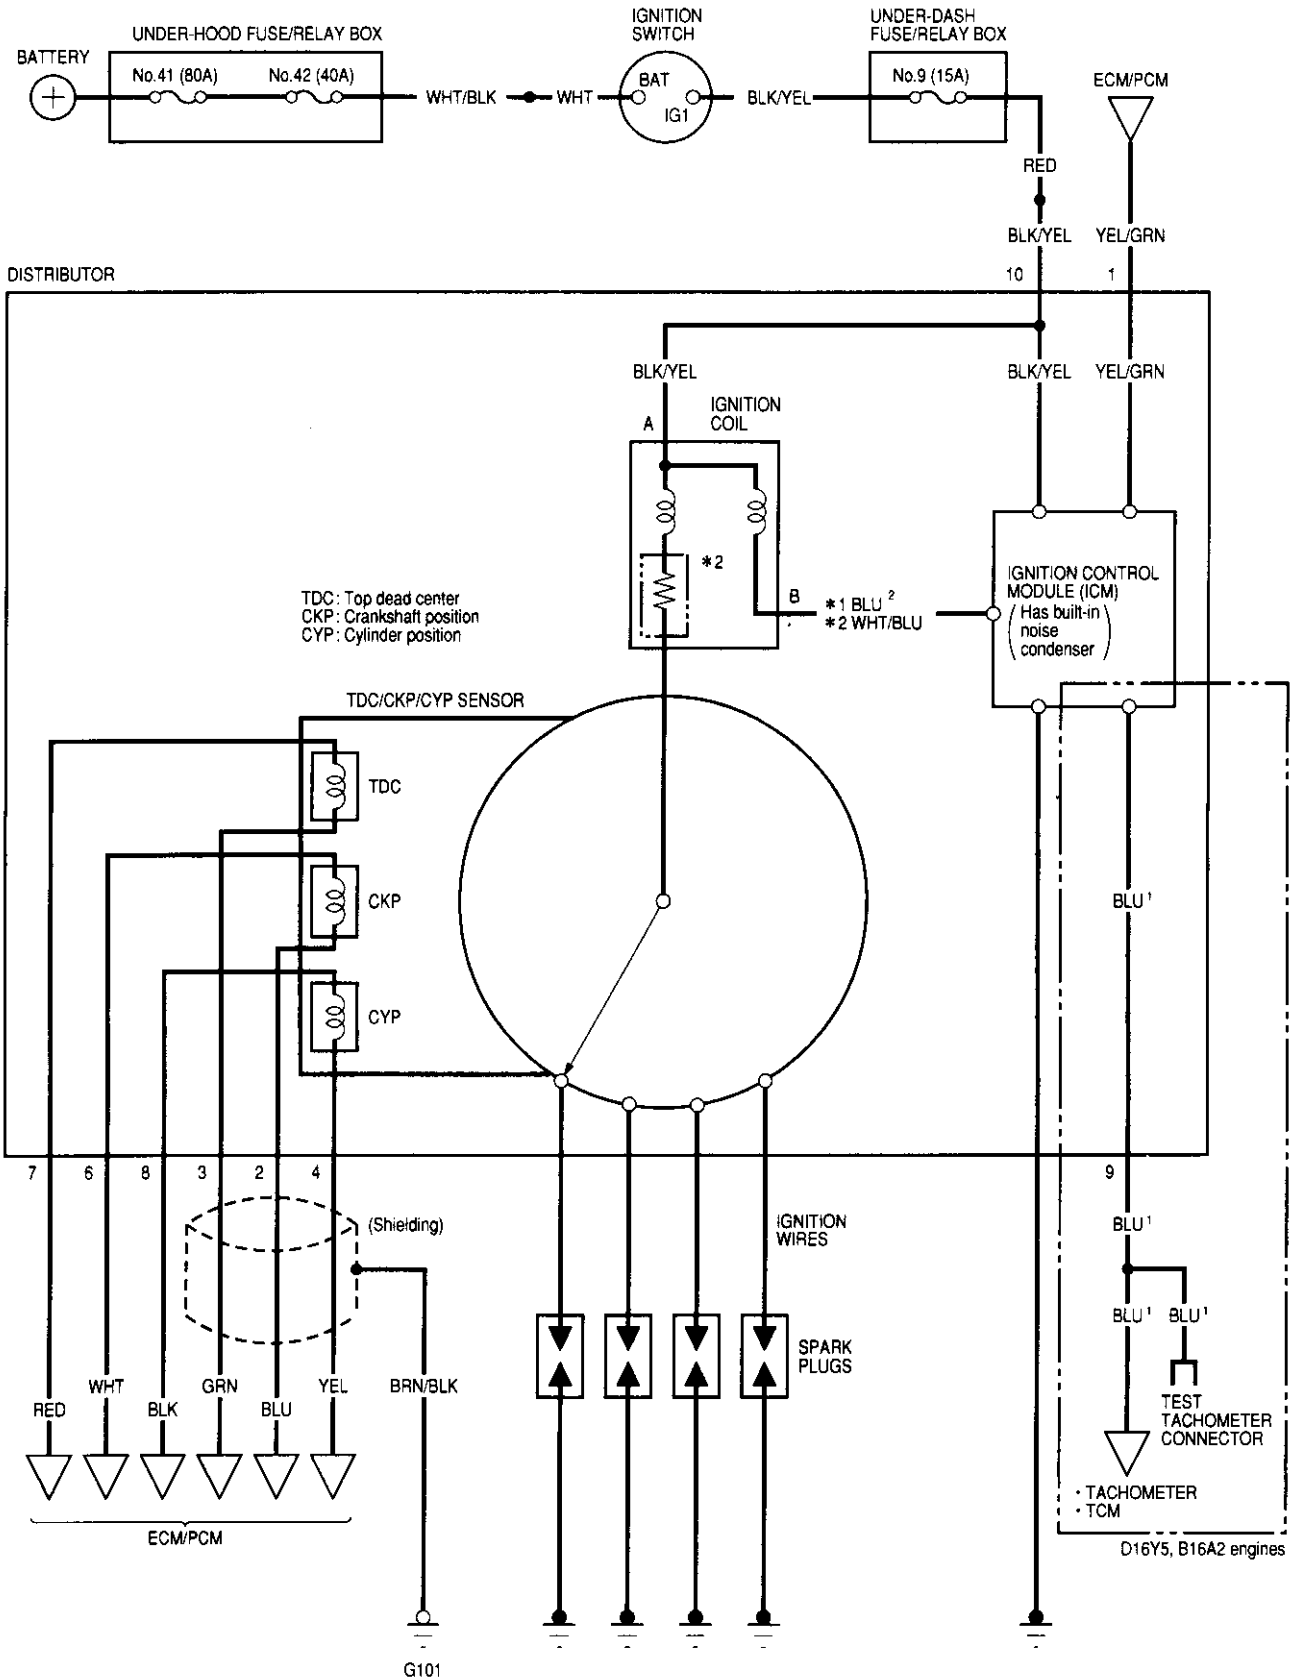 UNDER-HOOD FUSE/RELAY BOX
IGNITION
SWITCH
UNDER-DASH
FUSE/RELAY BOX
BATTERY
No.41 (80A)
No.42 (40A)
BAT
No.9 (15A)
ECM/PCM
WHT/BLK
WHT
IG1
BLK/YEL
RED
BLK/YEL
YEL/GRN
DISTRIBUTOR
10
1
BLK/YEL
BLK/YEL
YEL/GRN
IGNITION
COIL
A
*2
IGNITION CONTROL
MODULE (ICM)
(Has built-in
noise
condenser)
B
*1 BLU 2
*2 WHT/BLU
TDC: Top dead center
CKP: Crankshaft position
CYP: Cylinder position
TDC/CKP/CYP SENSOR
TDC
CKP
BLU 1
CYP
7
6
8
3
2
4
9
(Shielding)
IGNITION
WIRES
BLU 1
BLU 1
BLU 1
SPARK
PLUGS
WHT
GRN
YEL
BRN/BLK
RED
BLK
BLU
TEST
TACHOMETER
CONNECTOR
ECM/PCM
• TACHOMETER
• TCM
D16Y5, B16A2 engines
G101